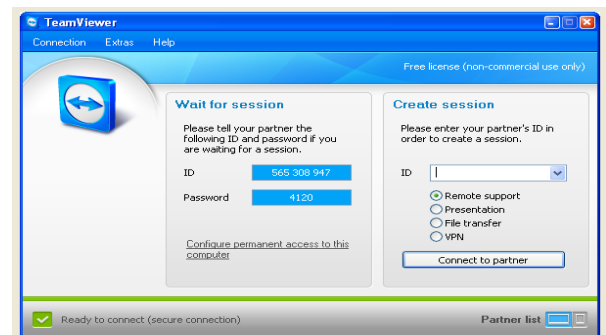 TeamViewer
Connection Extras Help
Free license (non-commercial use only)
Wait for session
Please tell your partner the
following ID and password if you
are waiting for a session.
ID 565 308 947
Password 4120
Configure permanent access to this
computer
Create session
Please enter your partner's ID in
order to create a session.
ID
Remote support
Presentation
File transfer
VPN
Connect to partner
Ready to connect (secure connection)
Partner list